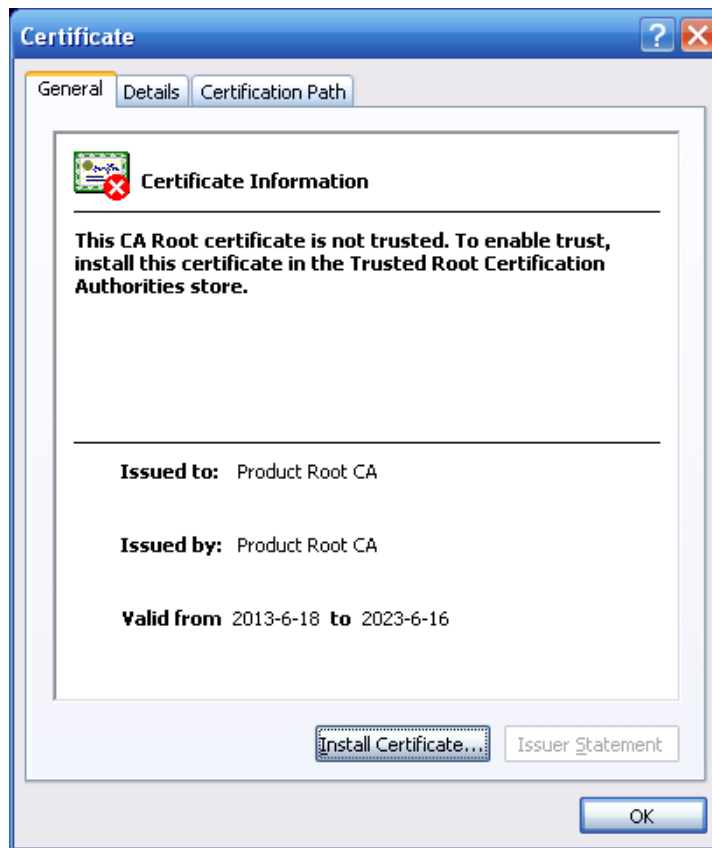 Certificate
General Details Certification Path
Certificate Information
This CA Root certificate is not trusted. To enable trust,
install this certificate in the Trusted Root Certification
Authorities store.
Issued to: Product Root CA
Issued by: Product Root CA
Valid from 2013-6-18 to 2023-6-16
Install Certificate... Issuer Statement
OK